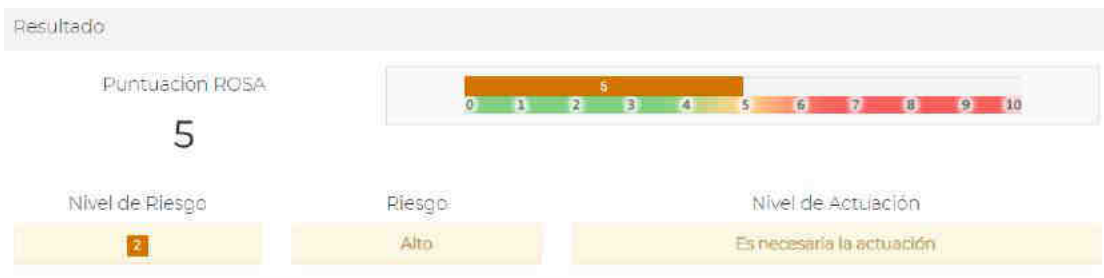 Resultado
Puntuación ROSA
5
5
0 1 2 3 4 5 6 7 8 9 10
Nivel de Riesgo
Riesgo
Nivel de Actuación
2
Alto
Es necesaria la actuación